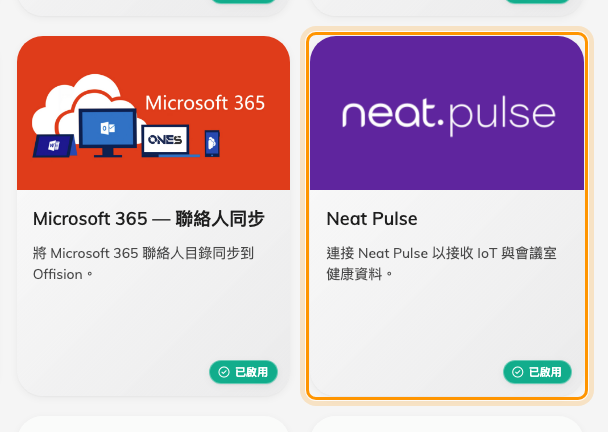 Microsoft 365
ONES
neat.pulse
Microsoft 365 — 聯絡人同步
將 Microsoft 365 聯絡人目錄同步到
Offision。
已啟用
Neat Pulse
連接 Neat Pulse 以接收 IoT 與會議室
健康資料。
已啟用